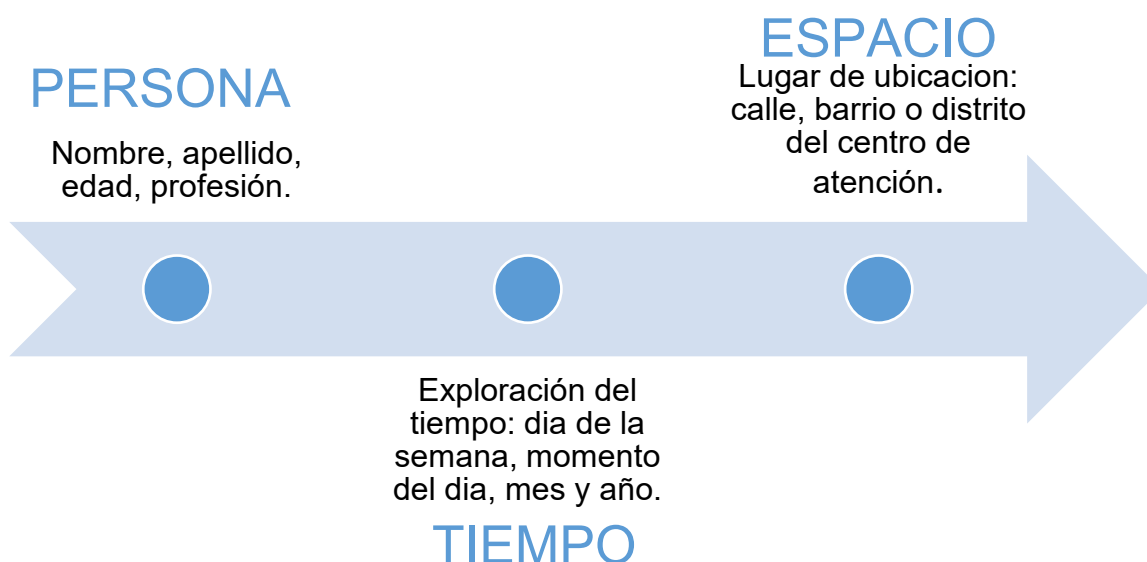 PERSONA
Nombre, apellido,
edad, profesión.
Exploración del
tiempo: dia de la
semana, momento
del dia, mes y año.
TIEMPO
ESPACIO
Lugar de ubicacion:
calle, barrio o distrito
del centro de
atención.